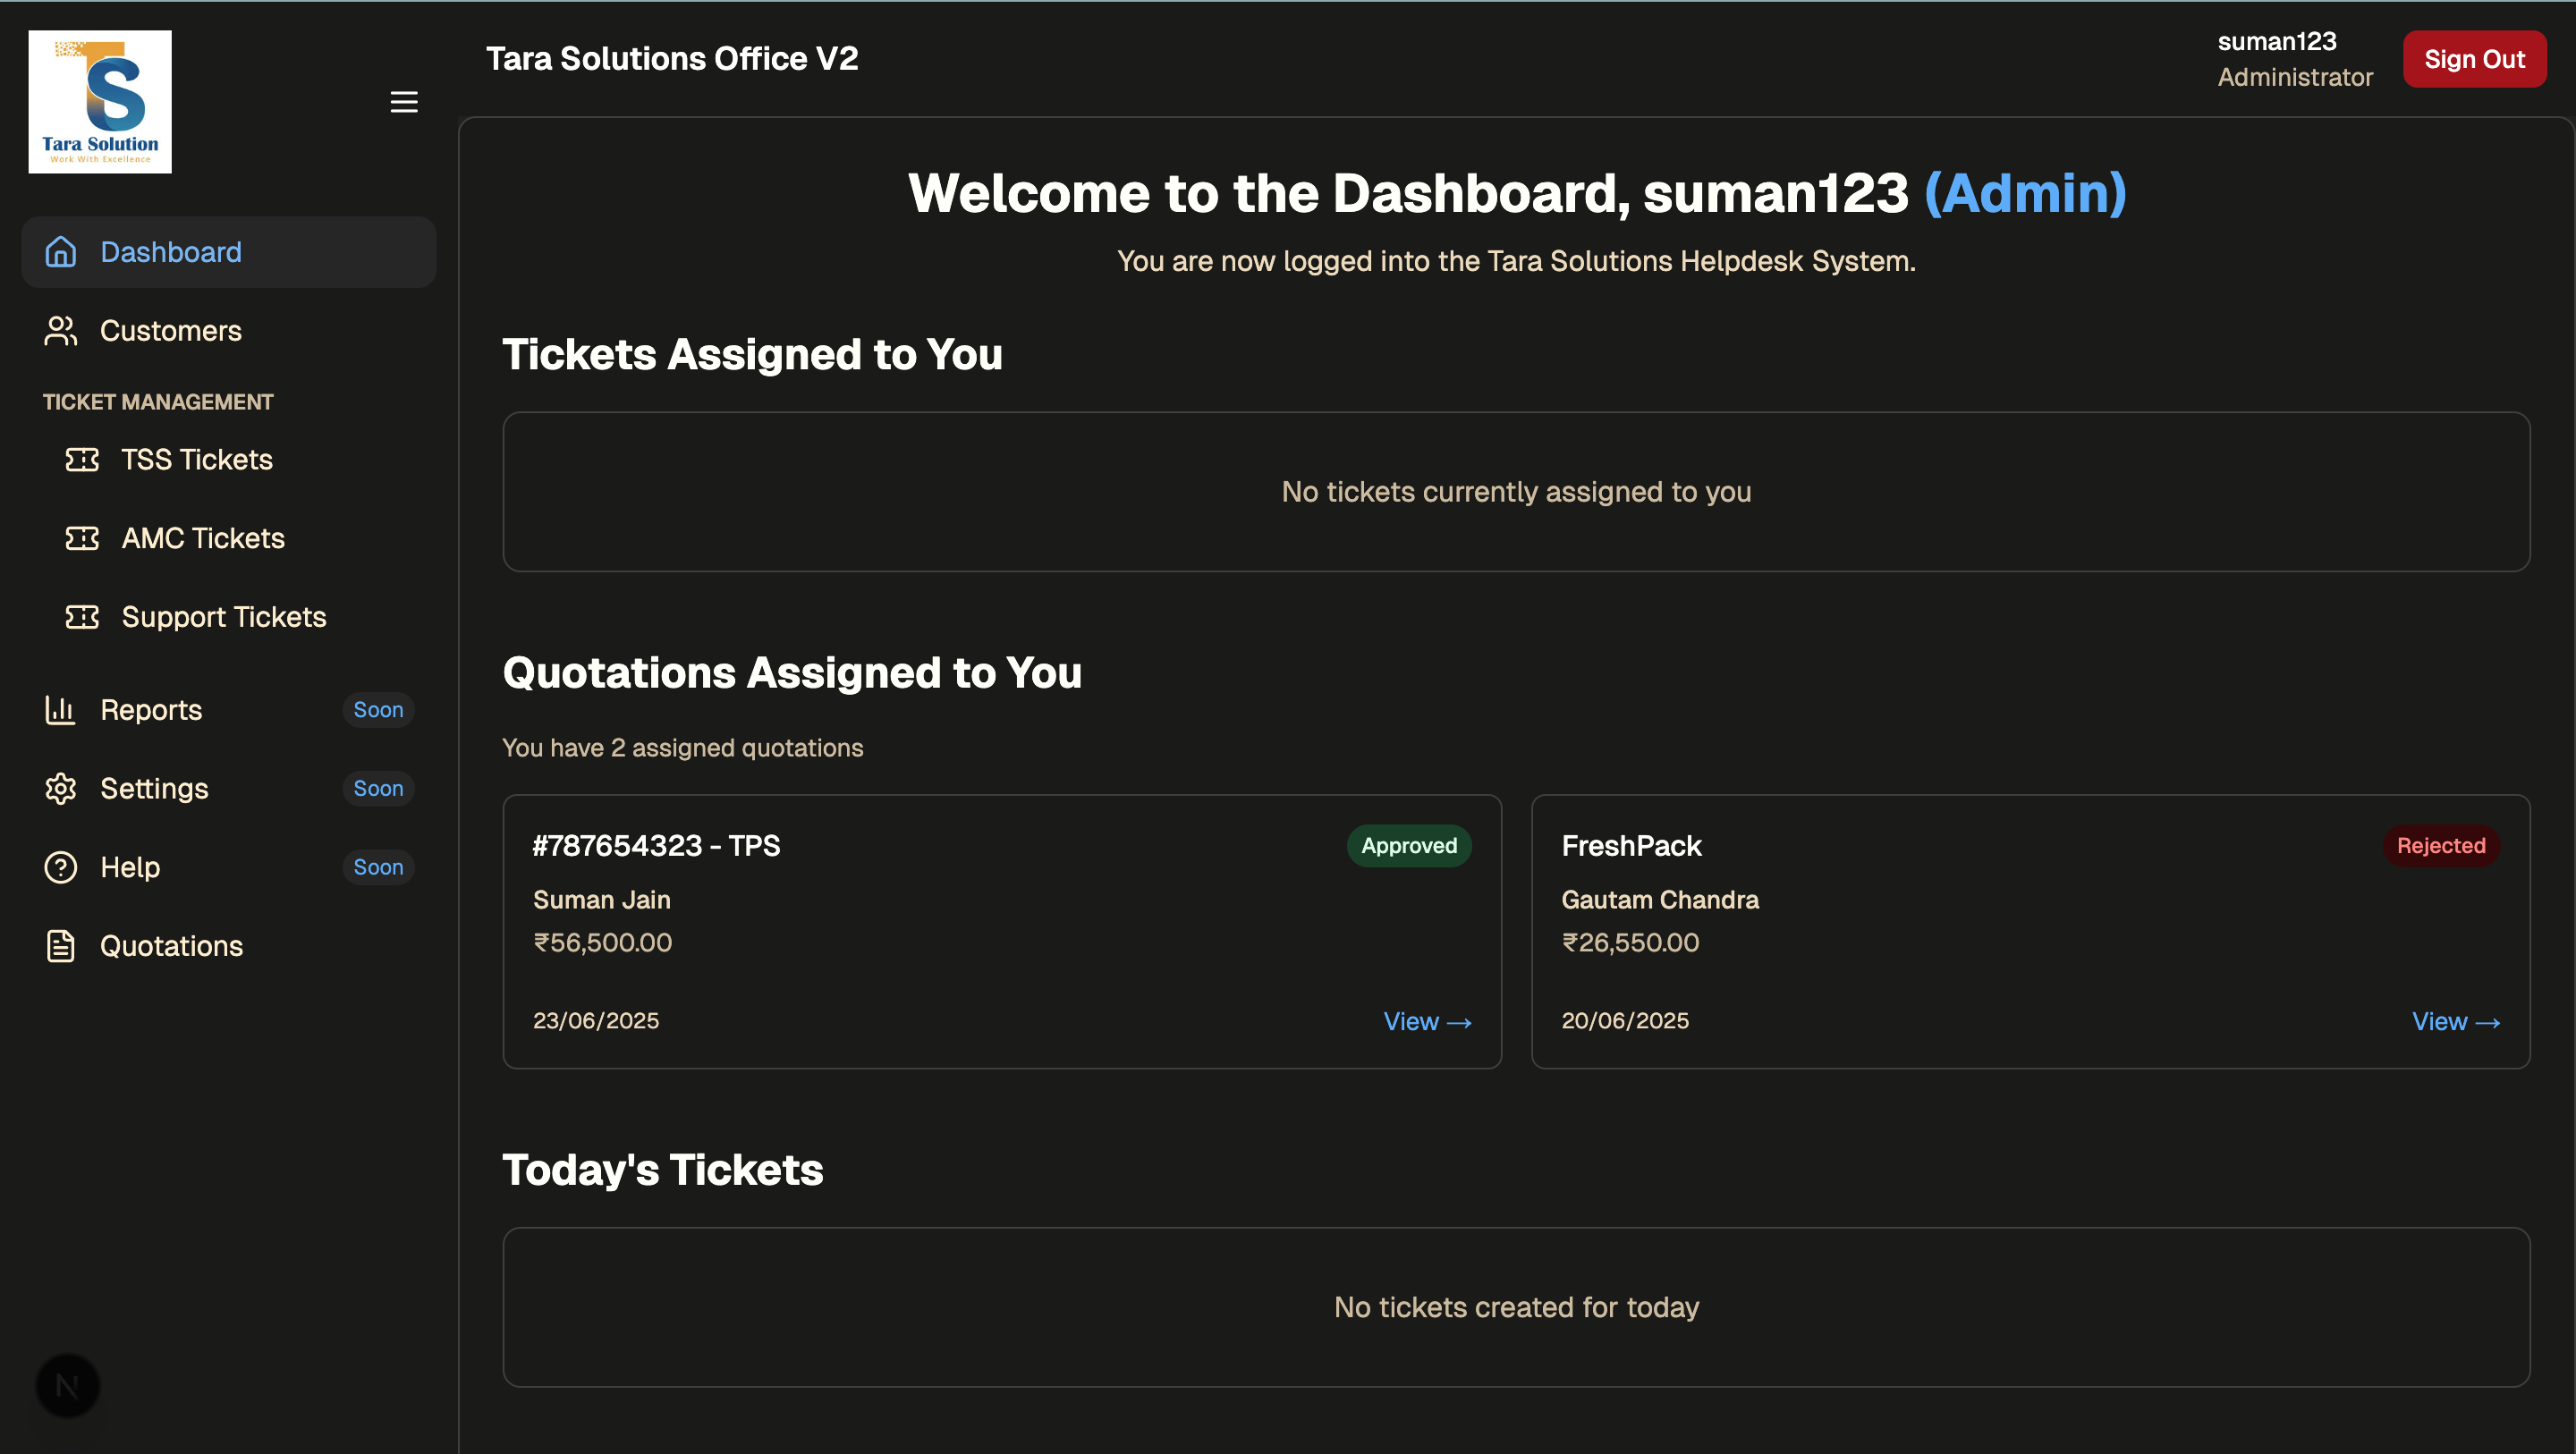 Tara Solution
Work With Excellence
Tara Solutions Office V2
suman123
Administrator
Sign Out
Dashboard
Customers
TICKET MANAGEMENT
TSS Tickets
AMC Tickets
Support Tickets
Reports Soon
Settings Soon
Help Soon
Quotations
N
Welcome to the Dashboard, suman123 (Admin)
You are now logged into the Tara Solutions Helpdesk System.
Tickets Assigned to You
No tickets currently assigned to you
Quotations Assigned to You
You have 2 assigned quotations
#787654323 - TPS Approved
Suman Jain
₹56,500.00
23/06/2025 View →
FreshPack Rejected
Gautam Chandra
₹26,550.00
20/06/2025 View →
Today's Tickets
No tickets created for today